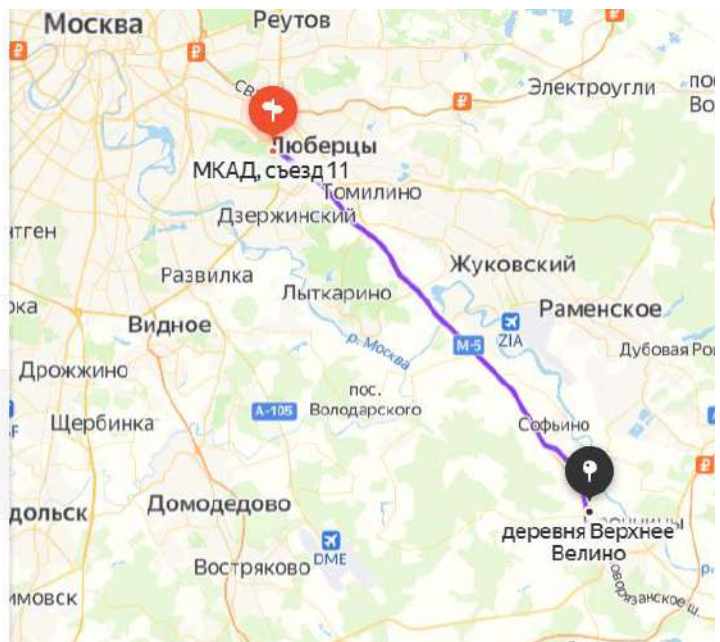 Москва
Реутов
Электроугли
Люберцы
МКАД, съезд 11
Томилино
Дзержинский
Развилка
Лыткарино
Жуковский
Видное
р. Москва
Раменское
ZIA
М-5
Дубовая
Дрожжино
пос.
Володарского
А-105
Щербинка
Софьино
Домодедово
деревня Верхнее
Велино
DME
Востряково